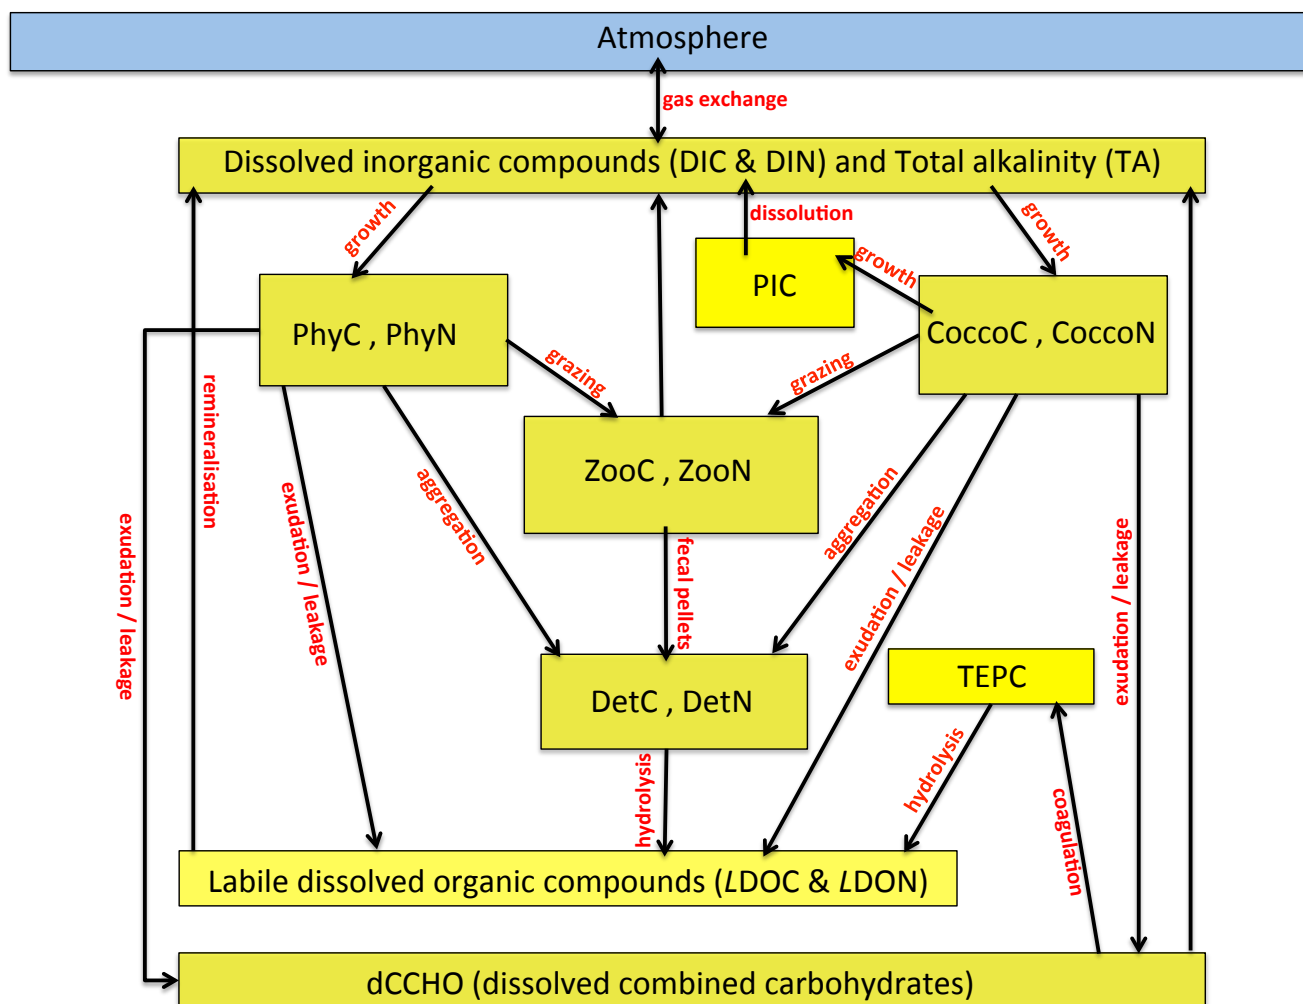 Atmosphere
gas exchange
Dissolved inorganic compounds (DIC & DIN) and Total alkalinity (TA)
growth
dissolution
growth
growth
PIC
PhyC , PhyN
CoccoC , CoccoN
grazing
grazing
remineralisation
ZooC , ZooN
aggregation
aggregation
exudation / leakage
exudation / leakage
exudation / leakage
exudation / leakage
fecal pellets
TEPC
DetC , DetN
hydrolysis
hydrolysis
coagulation
Labile dissolved organic compounds (LDOC & LDON)
dCCHO (dissolved combined carbohydrates)